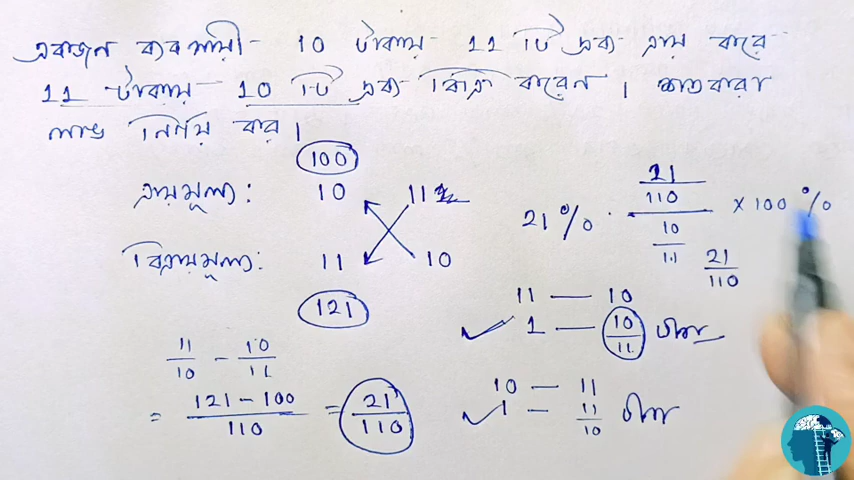 একজন ব্যবসায়ী 10 টাকায় 11 টি দ্রব্য ক্রয় করে
11 টাকায় 10 টি দ্রব্য বিক্রি করেন । শতকরা
লাভ নির্ণয় কর ।
100
ক্রয়মূল্য: 10 11
বিক্রয়মূল্য: 11 10
121
11/10 - 10/11
= 121 - 100 / 110 = 21/110
21% . 21/110 / 10/11 × 100 %
21/110
11 — 10
✓ 1 — 10/11 টাকা
10 — 11
✓ 1 — 11/10 টাকা